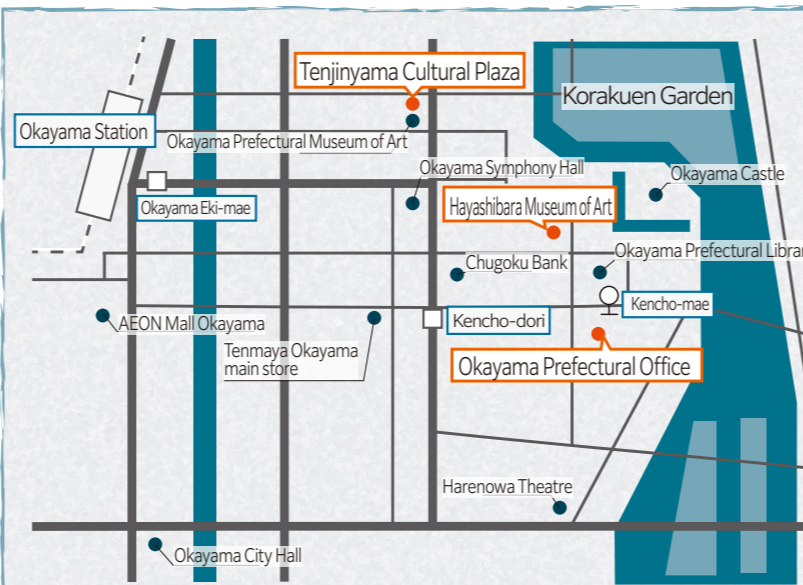 Tenjinyama Cultural Plaza
Korakuen Garden
Okayama Station
Okayama Prefectural Museum of Art
Okayama Symphony Hall
Okayama Castle
Okayama Eki-mae
Hayashibara Museum of Art
Okayama Prefectural
Chugoku Bank
Kencho-mae
AEON Mall Okayama
Kencho-dori
Tenmaya Okayama
main store
Okayama Prefectural Office
Harenowa Theatre
Okayama City Hall